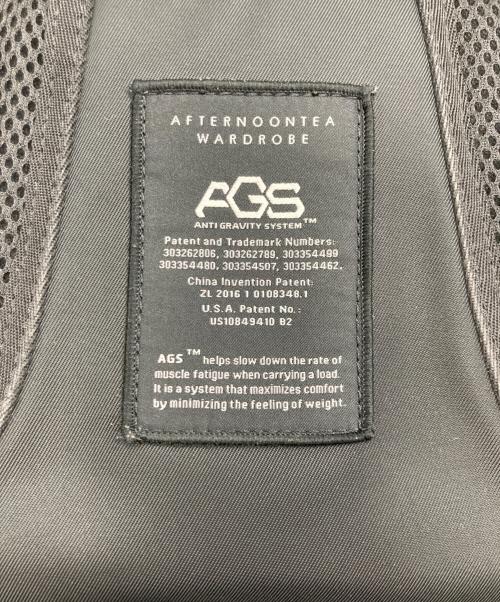 AFTERNOONTEA
WARDROBE
AGS
ANTI GRAVITY SYSTEM™
Patent and Trademark Numbers:
303262806, 303262789, 303354499
303354480, 303354507, 303354462.
China Invention Patent:
ZL 2016 1 0108348.1
U.S.A. Patent No.:
US10849410 B2
AGS™ helps slow down the rate of
muscle fatigue when carrying a load.
It is a system that maximizes comfort
by minimizing the feeling of weight.